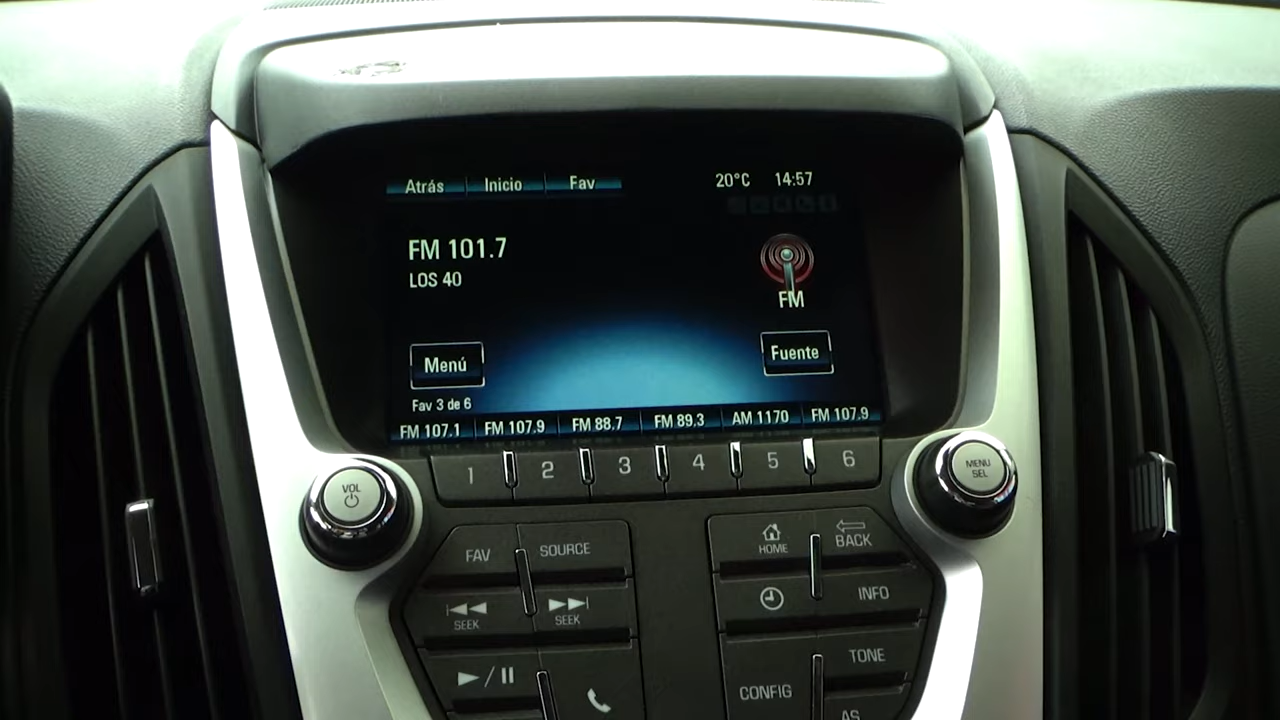 Atrás Inicio Fav 20°C 14:57
FM 101.7
LOS 40
FM
Menú Fuente
Fav 3 de 6
FM 107.1 FM 107.9 FM 88.7 FM 89.3 AM 1170 FM 107.9
1 2 3 4 5 6
VOL
MENU
SEL
FAV SOURCE
HOME BACK
SEEK SEEK
INFO
TONE
CONFIG
AS